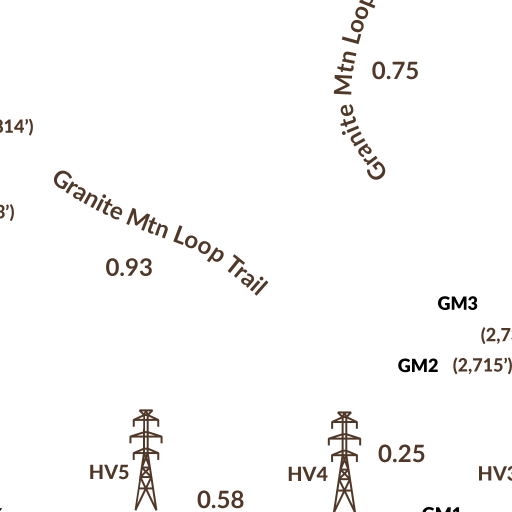 Granite Mtn Loop
0.75
814’)
Granite Mtn Loop Trail
0.93
GM3
GM2 (2,715’)
HV5
HV4
0.25
0.58